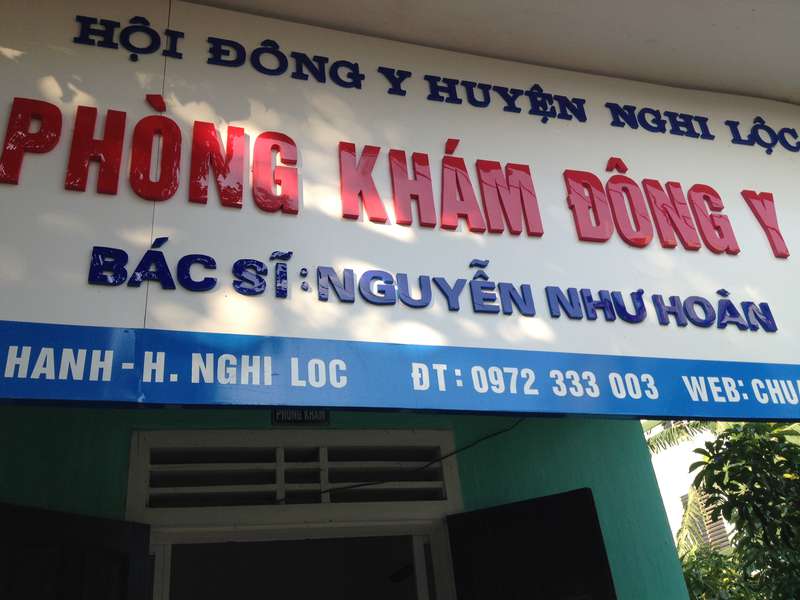 HỘI ĐÔNG Y HUYỆN NGHI LỘC
PHÒNG KHÁM ĐÔNG Y
BÁC SĨ: NGUYỄN NHƯ HOÀN
HANH - H. NGHI LOC ĐT: 0972 333 003 WEB: CHU
PHÒNG KHÁM